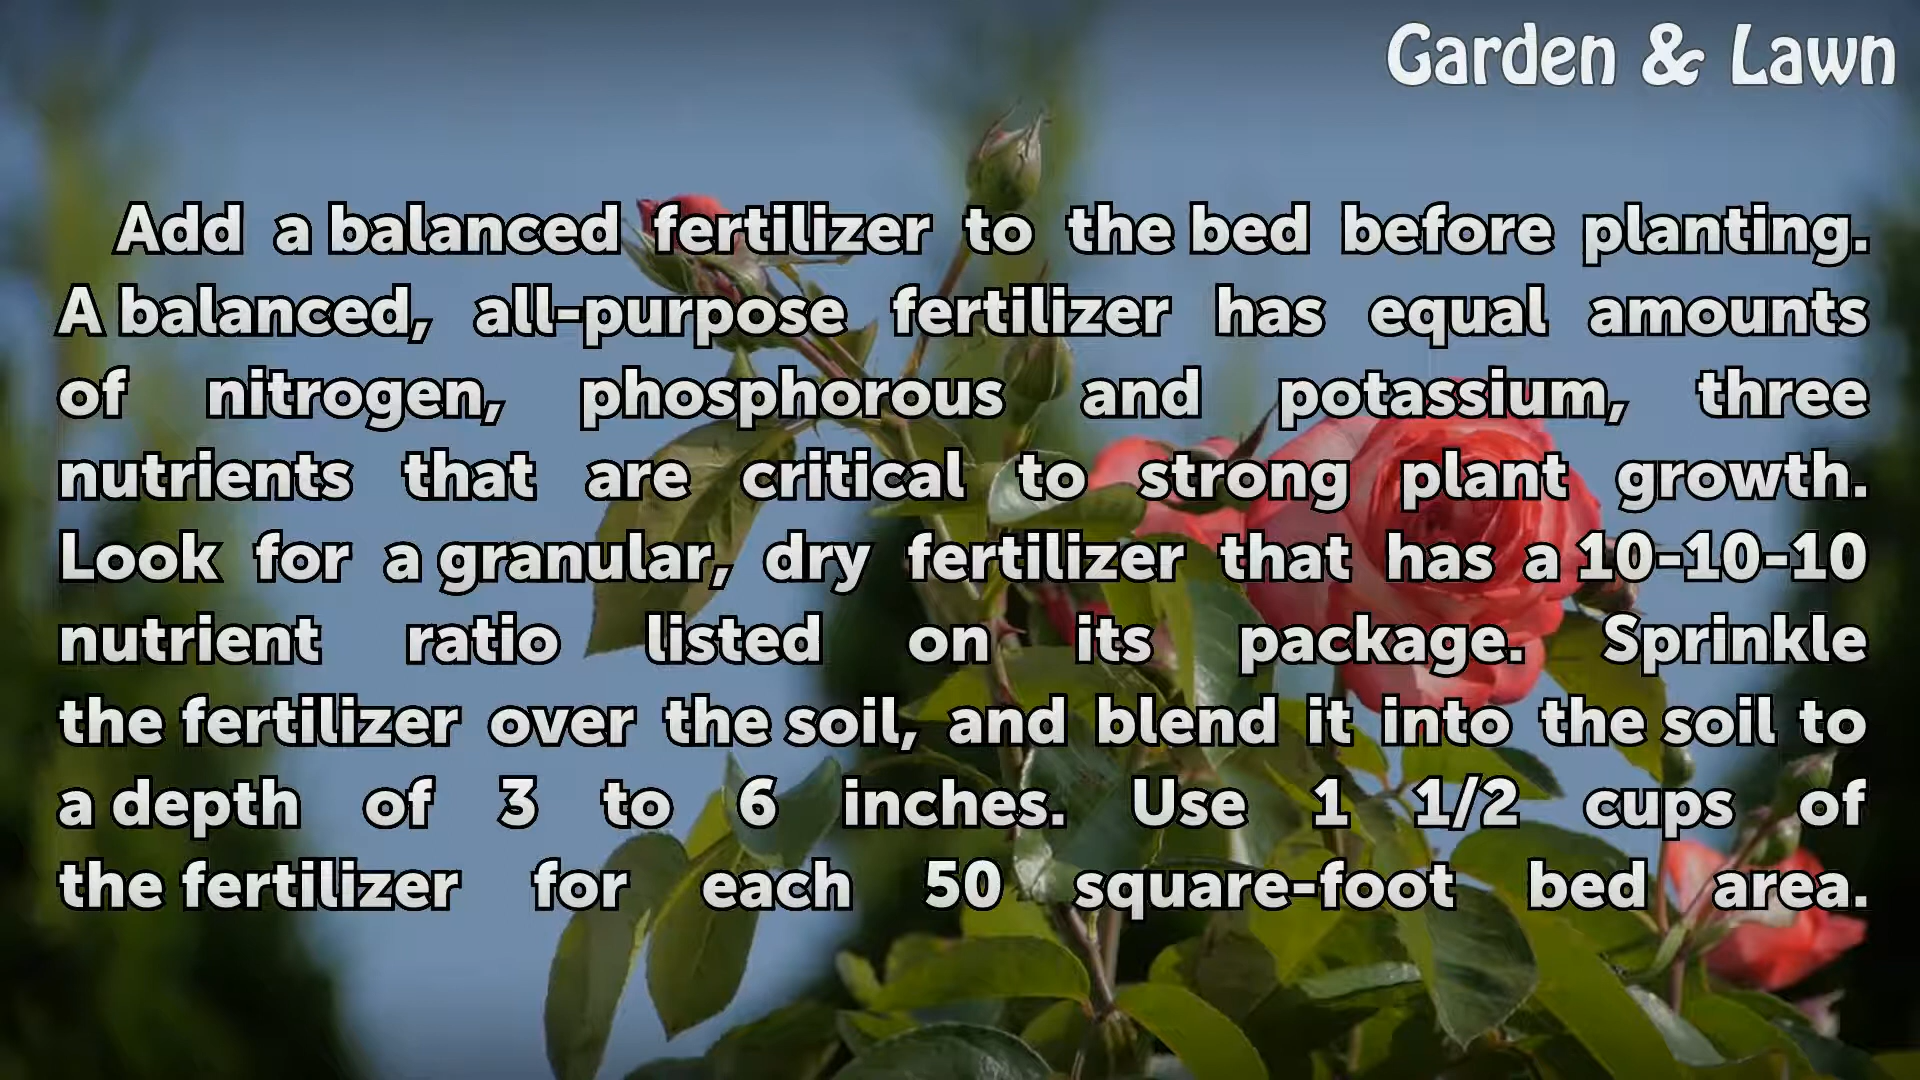 Garden & Lawn
Add a balanced fertilizer to the bed before planting.
A balanced, all-purpose fertilizer has equal amounts
of nitrogen, phosphorous and potassium, three
nutrients that are critical to strong plant growth.
Look for a granular, dry fertilizer that has a 10-10-10
nutrient ratio listed on its package. Sprinkle
the fertilizer over the soil, and blend it into the soil to
a depth of 3 to 6 inches. Use 1 1/2 cups of
the fertilizer for each 50 square-foot bed area.